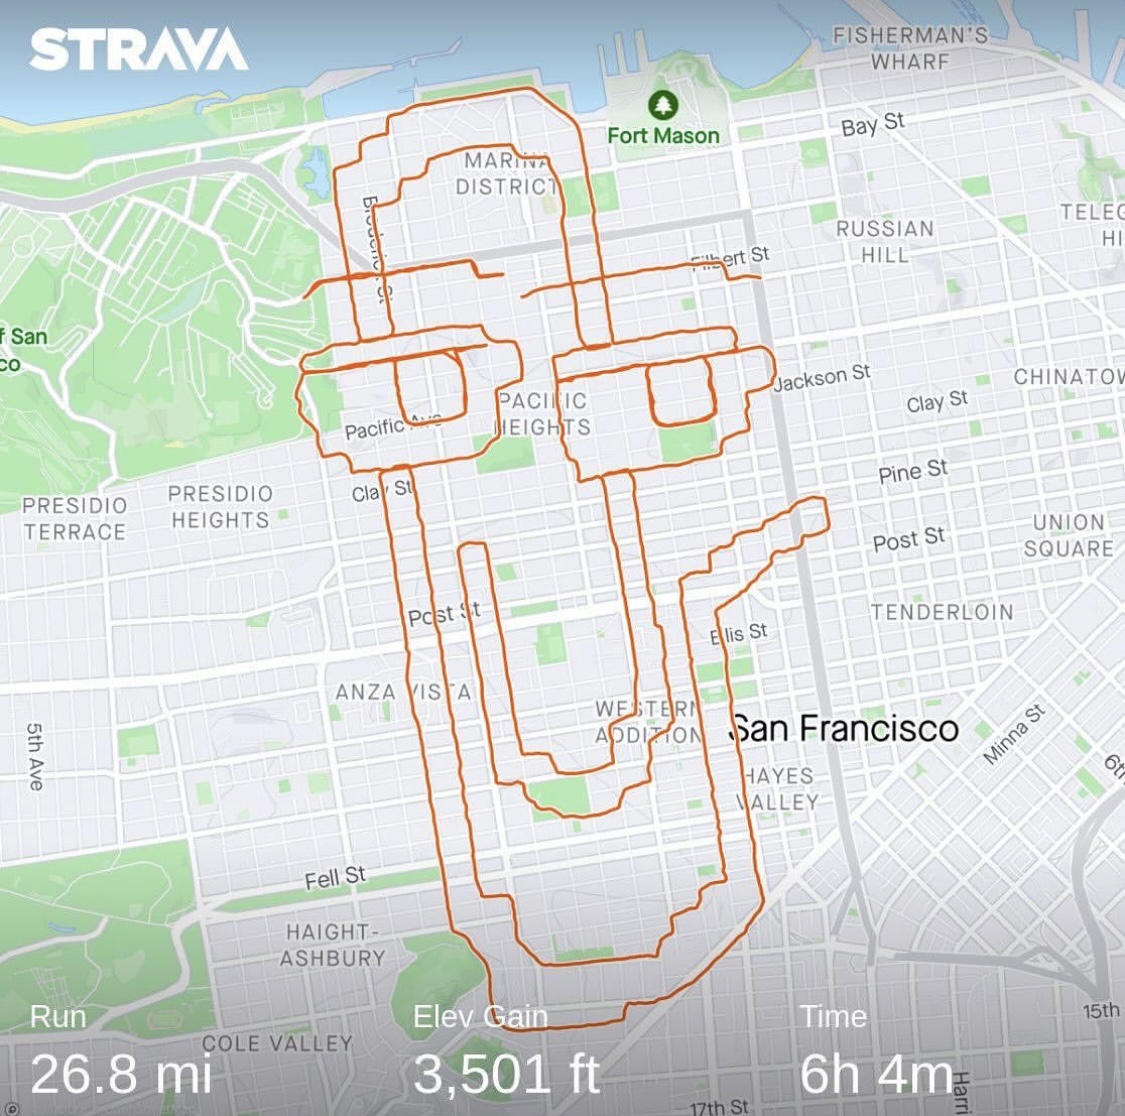 STRAVA
FISHERMAN'S
WHARF
Fort Mason
Bay St
MARINA
DISTRICT
Broderick St
RUSSIAN
HILL
TELEG
HI
Filbert St
f San
co
Jackson St
CHINATOW
Clay St
PACIFIC
HEIGHTS
Pacific Ave
Pine St
PRESIDIO
TERRACE
PRESIDIO
HEIGHTS
Clay St
UNION
SQUARE
Post St
Post St
TENDERLOIN
Ellis St
ANZA VISTA
WESTERN
ADDITION
San Francisco
Minna St
5th Ave
6th
HAYES
VALLEY
Fell St
HAIGHT-
ASHBURY
15th
COLE VALLEY
Run
Elev Gain
Time
26.8 mi
3,501 ft
6h 4m
Harri
17th St